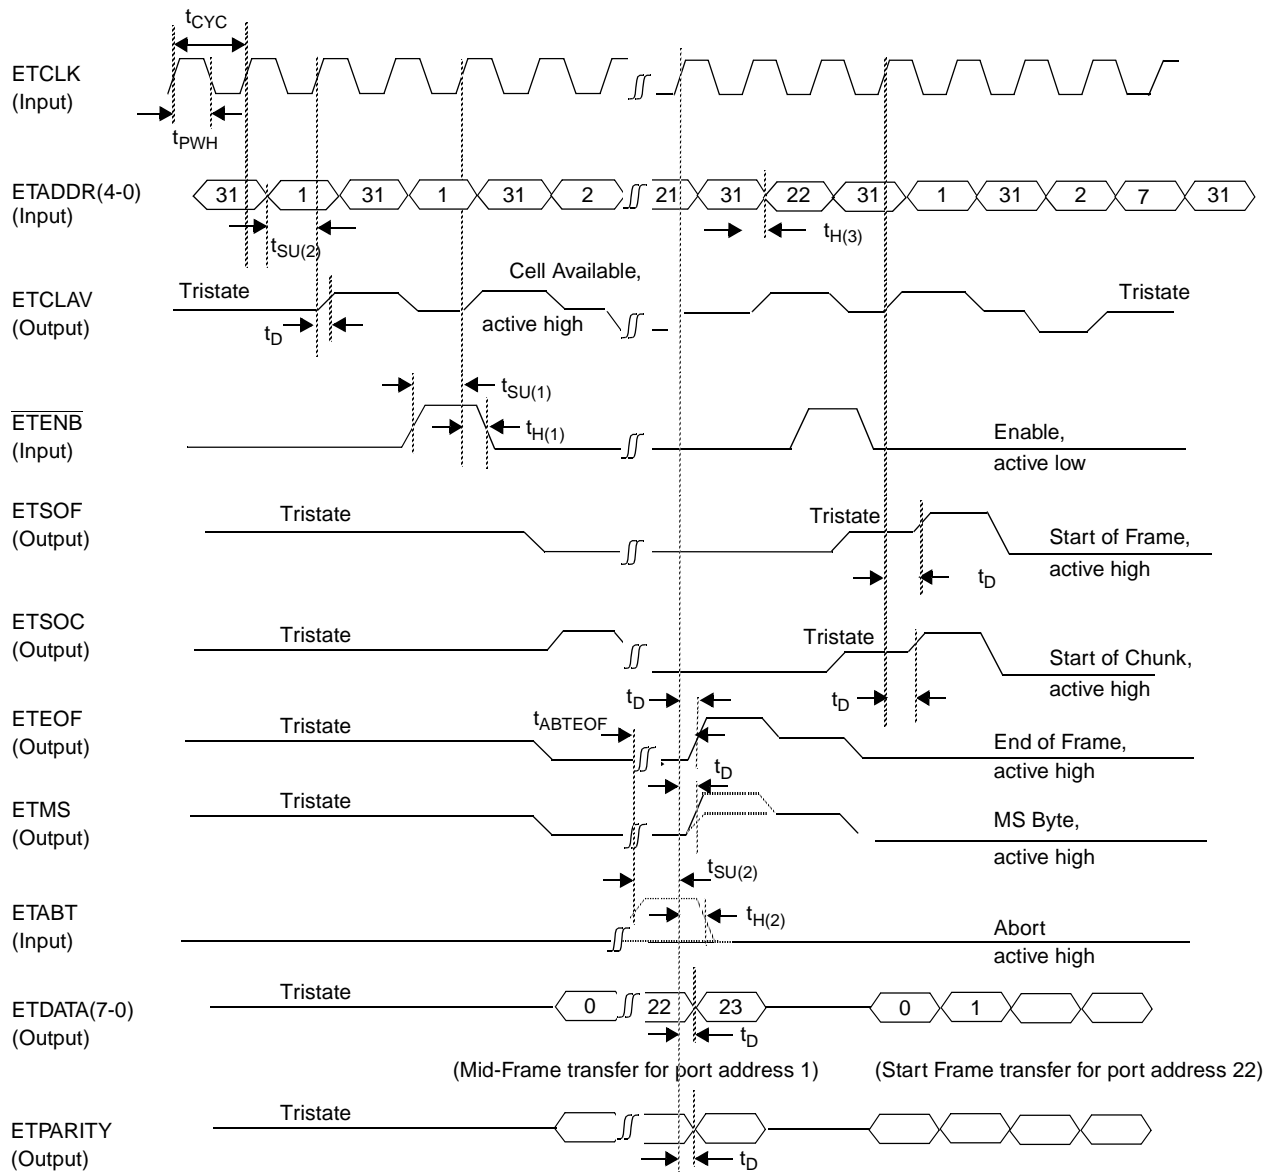 tCYC
ETCLK
(Input)
tPWH
ETADDR(4-0)
(Input)
31 1 31 1 31 2 21 31 22 31 1 31 2 7 31
tSU(2)
tH(3)
Cell Available,
active high
ETCLAV
(Output)
Tristate
Tristate
tD
tSU(1)
ETENB
(Input)
tH(1)
Enable,
active low
ETSOF
(Output)
Tristate
Tristate
Start of Frame,
active high
tD
ETSOC
(Output)
Tristate
Tristate
Start of Chunk,
active high
tD
tD
ETEOF
(Output)
Tristate
tABTEOF
End of Frame,
active high
tD
ETMS
(Output)
Tristate
MS Byte,
active high
tSU(2)
ETABT
(Input)
tH(2)
Abort
active high
ETDATA(7-0)
(Output)
Tristate
0 22 23 0 1
tD
(Mid-Frame transfer for port address 1) (Start Frame transfer for port address 22)
ETPARITY
(Output)
Tristate
tD